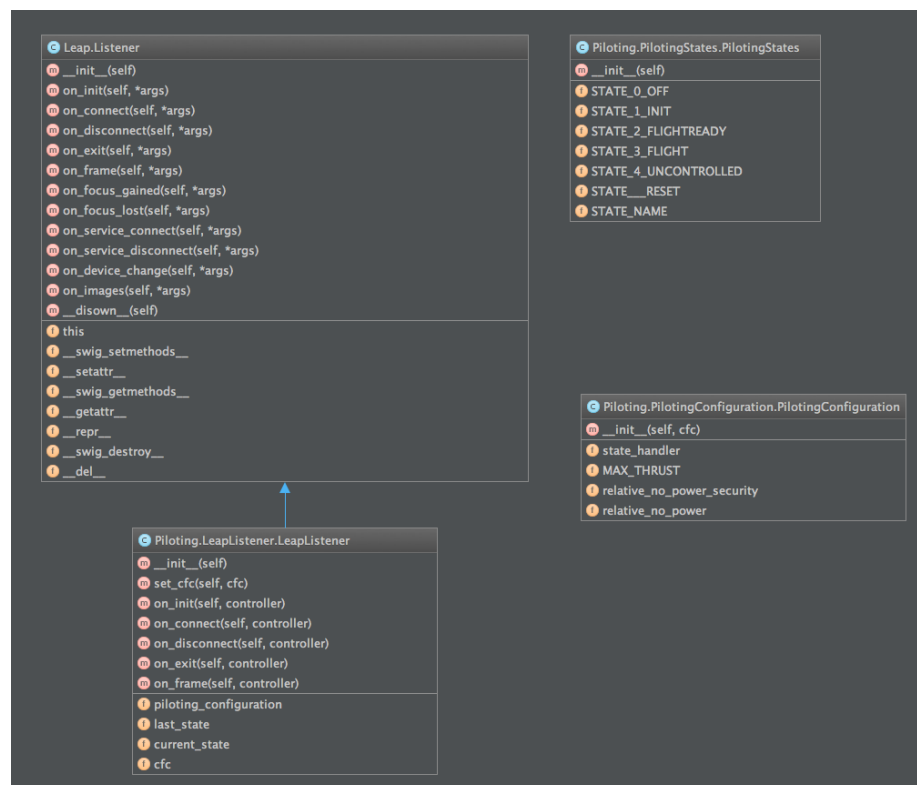 Leap.Listener
__init__(self)
on_init(self, *args)
on_connect(self, *args)
on_disconnect(self, *args)
on_exit(self, *args)
on_frame(self, *args)
on_focus_gained(self, *args)
on_focus_lost(self, *args)
on_service_connect(self, *args)
on_service_disconnect(self, *args)
on_device_change(self, *args)
on_images(self, *args)
__disown__(self)
this
__swig_setmethods__
__setattr__
__swig_getmethods__
__getattr__
__repr__
__swig_destroy__
__del__
Piloting.PilotingStates.PilotingStates
__init__(self)
STATE_0_OFF
STATE_1_INIT
STATE_2_FLIGHTREADY
STATE_3_FLIGHT
STATE_4_UNCONTROLLED
STATE___RESET
STATE_NAME
Piloting.PilotingConfiguration.PilotingConfiguration
__init__(self, cfc)
state_handler
MAX_THRUST
relative_no_power_security
relative_no_power
Piloting.LeapListener.LeapListener
__init__(self)
set_cfc(self, cfc)
on_init(self, controller)
on_connect(self, controller)
on_disconnect(self, controller)
on_exit(self, controller)
on_frame(self, controller)
piloting_configuration
last_state
current_state
cfc